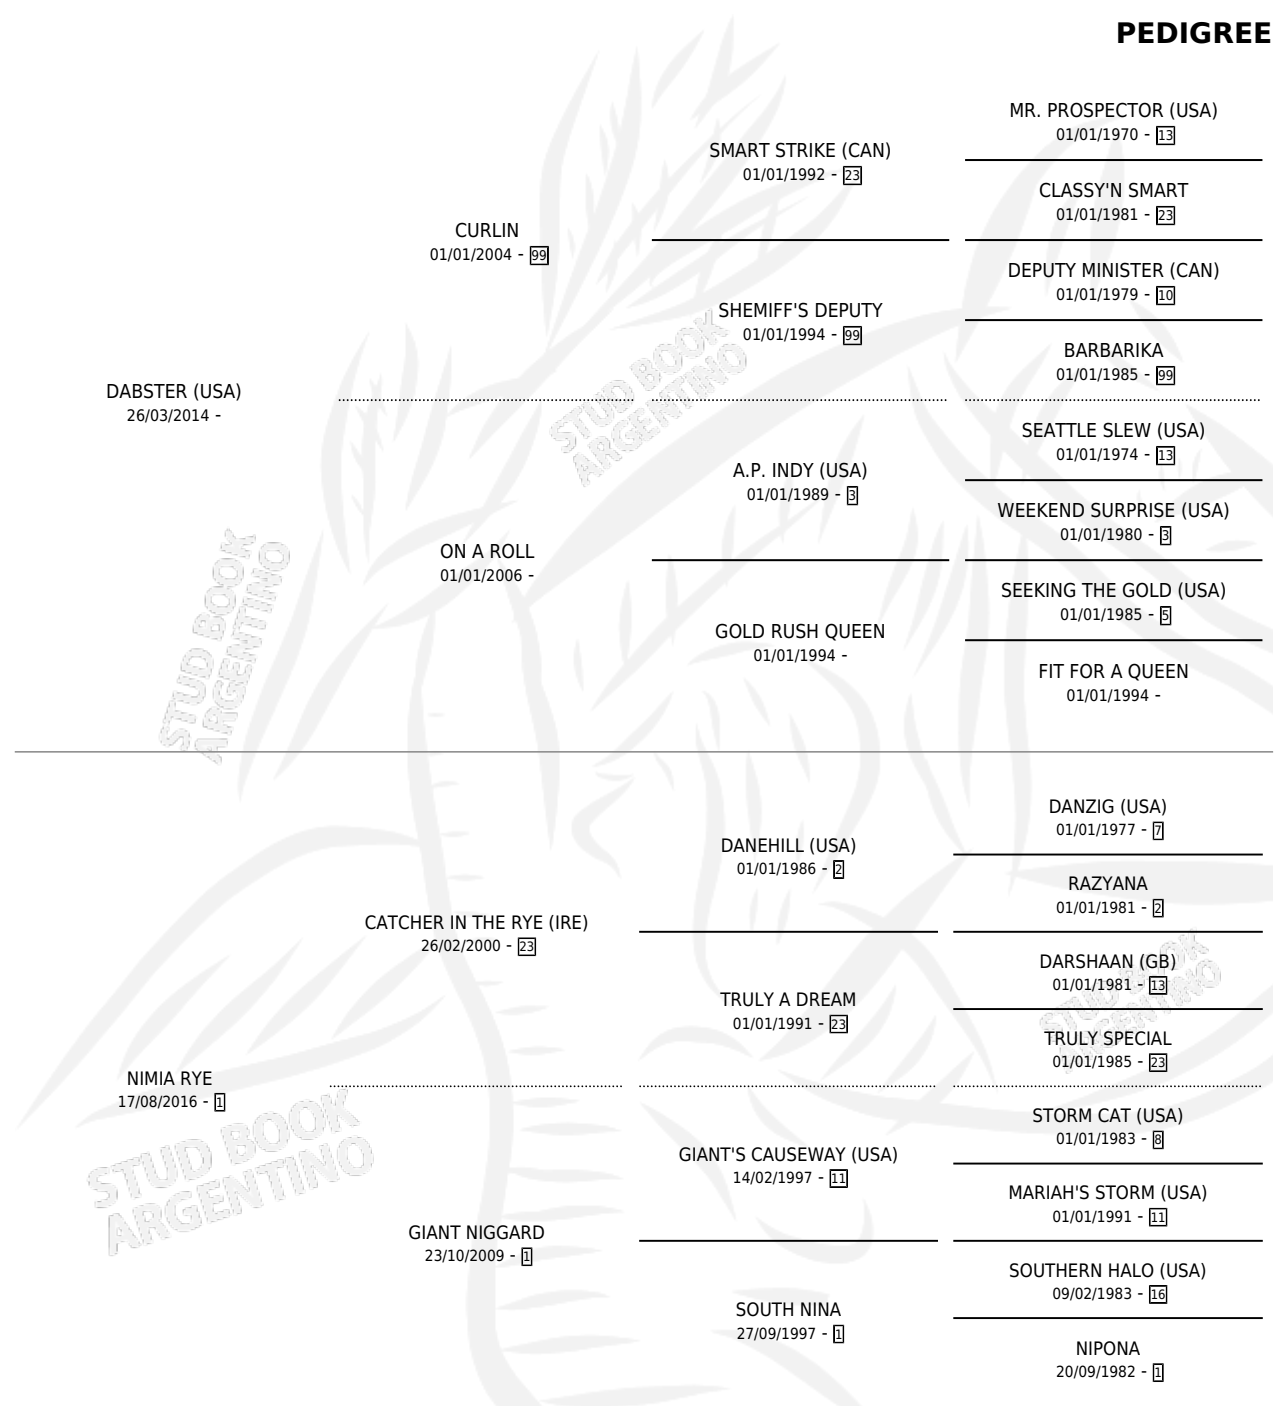 PEDIGREE
MR. PROSPECTOR (USA)
01/01/1970 - 13
SMART STRIKE (CAN)
01/01/1992 - 23
CLASSY'N SMART
01/01/1981 - 23
CURLIN
01/01/2004 - 99
DEPUTY MINISTER (CAN)
01/01/1979 - 10
SHEMIFF'S DEPUTY
01/01/1994 - 99
BARBARIKA
01/01/1985 - 99
DABSTER (USA)
26/03/2014 -
STUD BOOK
ARGENTINO
SEATTLE SLEW (USA)
01/01/1974 - 13
A.P. INDY (USA)
01/01/1989 - 3
WEEKEND SURPRISE (USA)
01/01/1980 - 3
ON A ROLL
01/01/2006 -
SEEKING THE GOLD (USA)
01/01/1985 - 5
GOLD RUSH QUEEN
01/01/1994 -
FIT FOR A QUEEN
01/01/1994 -
STUD BOOK
ARGENTINO
DANZIG (USA)
01/01/1977 - 7
DANEHILL (USA)
01/01/1986 - 2
RAZYANA
01/01/1981 - 2
CATCHER IN THE RYE (IRE)
26/02/2000 - 23
DARSHAAN (GB)
01/01/1981 - 13
TRULY A DREAM
01/01/1991 - 23
TRULY SPECIAL
01/01/1985 - 23
STUD BOOK
ARGENTINO
NIMIA RYE
17/08/2016 - 1
STORM CAT (USA)
01/01/1983 - 8
GIANT'S CAUSEWAY (USA)
14/02/1997 - 11
MARIAH'S STORM (USA)
01/01/1991 - 11
STUD BOOK
ARGENTINO
GIANT NIGGARD
23/10/2009 - 1
SOUTHERN HALO (USA)
09/02/1983 - 16
SOUTH NINA
27/09/1997 - 1
NIPONA
20/09/1982 - 1